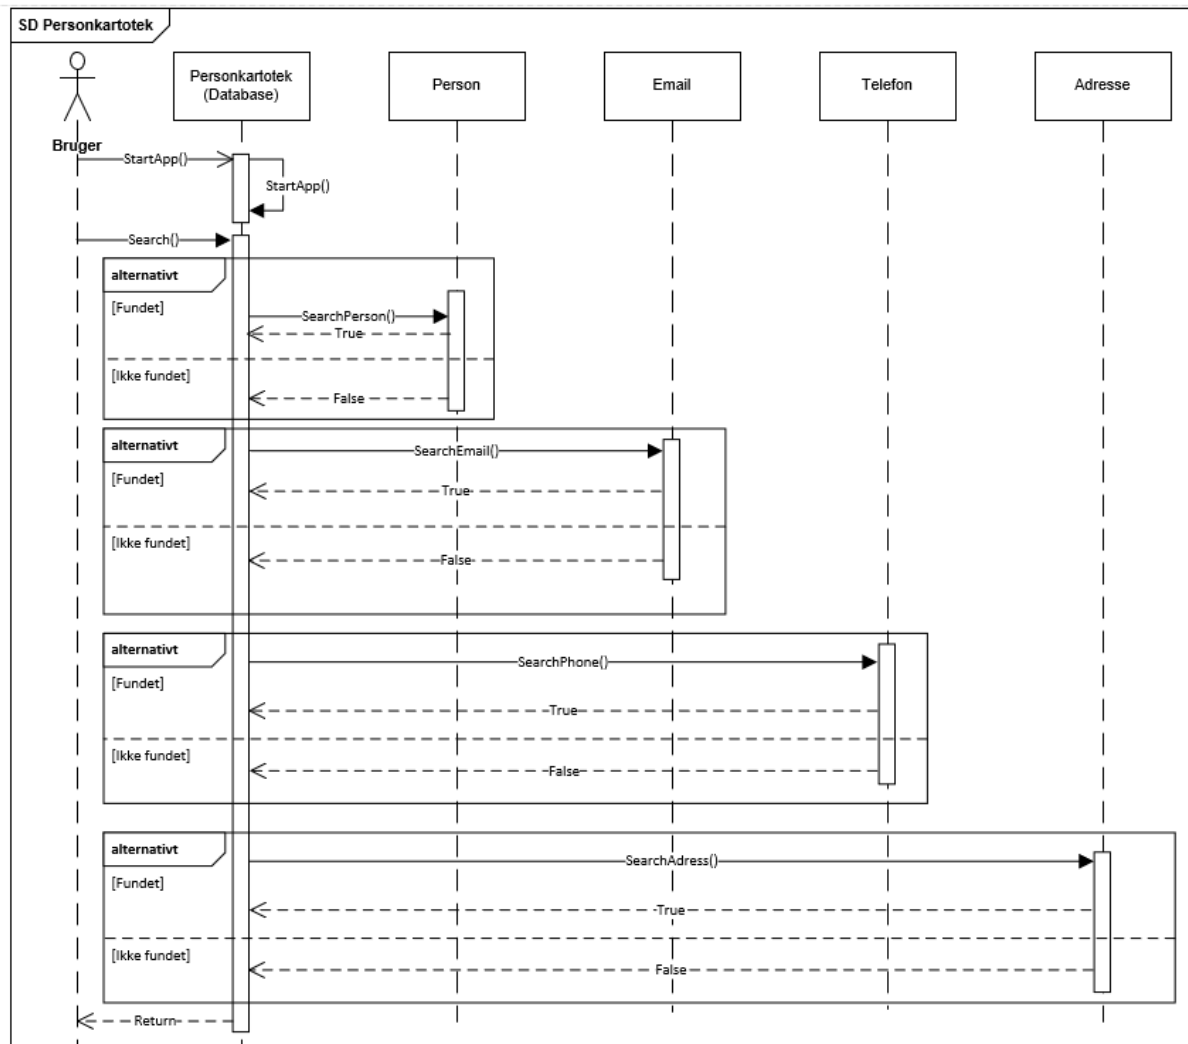 SD Personkartotek
Personkartotek
(Database)
Person
Email
Telefon
Adresse
Bruger
StartApp()
StartApp()
Search()
alternativt
[Fundet]
SearchPerson()
True
[Ikke fundet]
False
alternativt
SearchEmail()
[Fundet]
True
[Ikke fundet]
False
alternativt
SearchPhone()
[Fundet]
True
[Ikke fundet]
False
alternativt
SearchAdress()
[Fundet]
True
[Ikke fundet]
False
Return